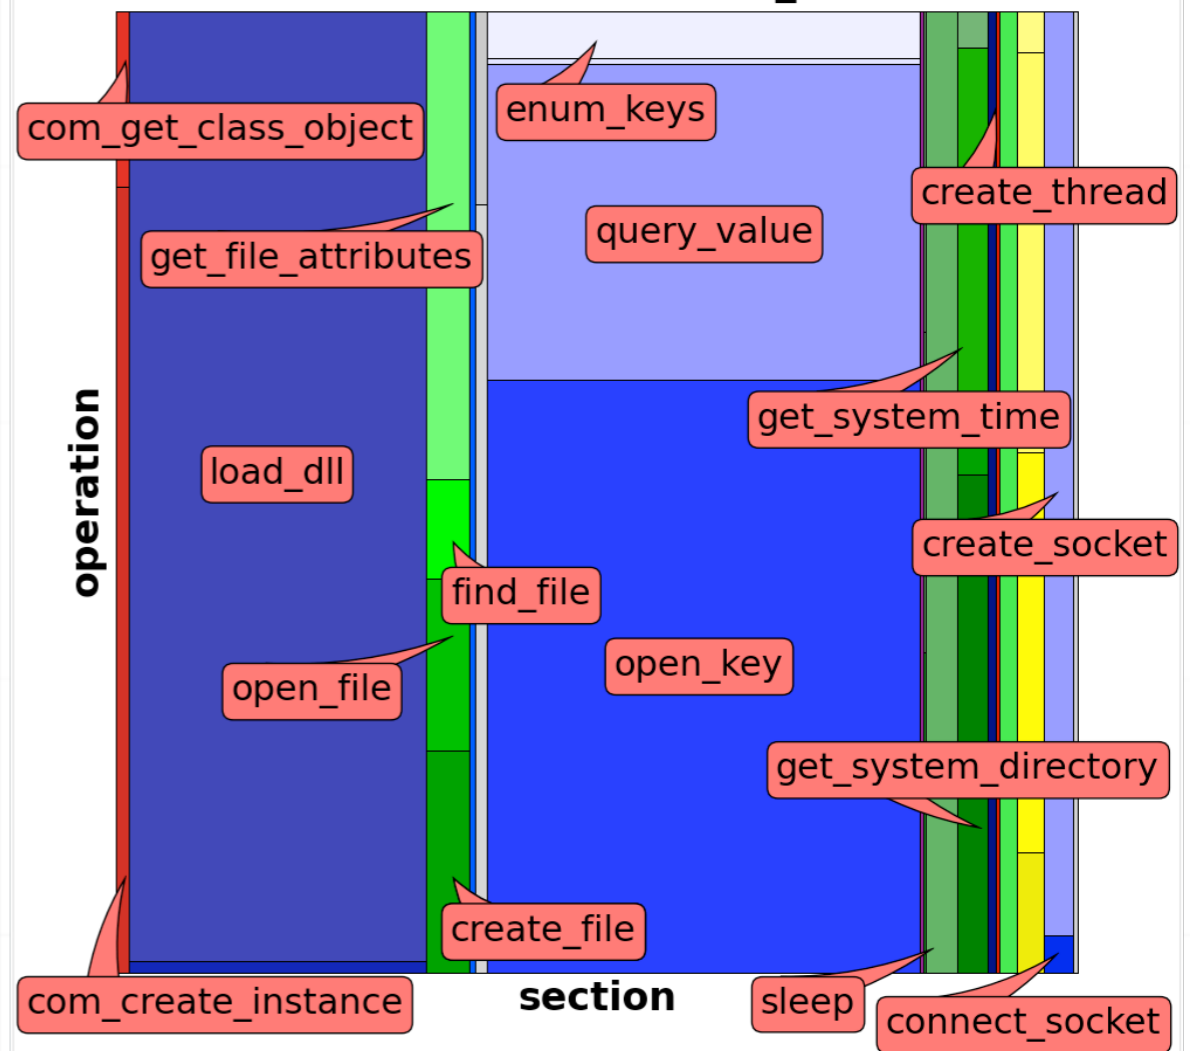 com_get_class_object
enum_keys
create_thread
query_value
get_file_attributes
get_system_time
load_dll
operation
create_socket
find_file
open_key
open_file
get_system_directory
create_file
com_create_instance
section
sleep
connect_socket